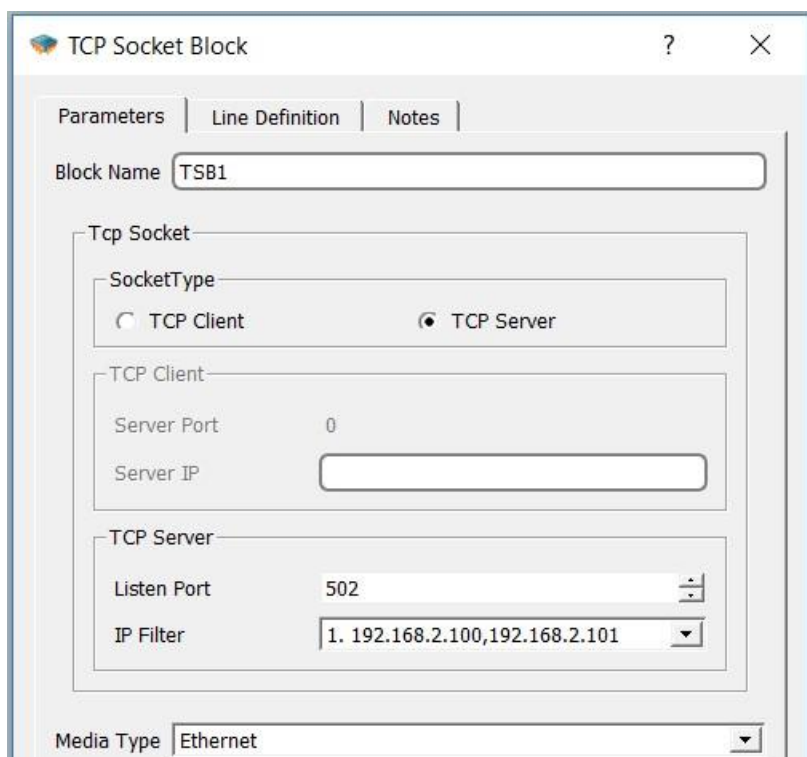 TCP Socket Block ? ×
Parameters Line Definition Notes
Block Name TSB1
Tcp Socket
SocketType
TCP Client TCP Server
TCP Client
Server Port 0
Server IP
TCP Server
Listen Port 502
IP Filter 1. 192.168.2.100,192.168.2.101
Media Type Ethernet